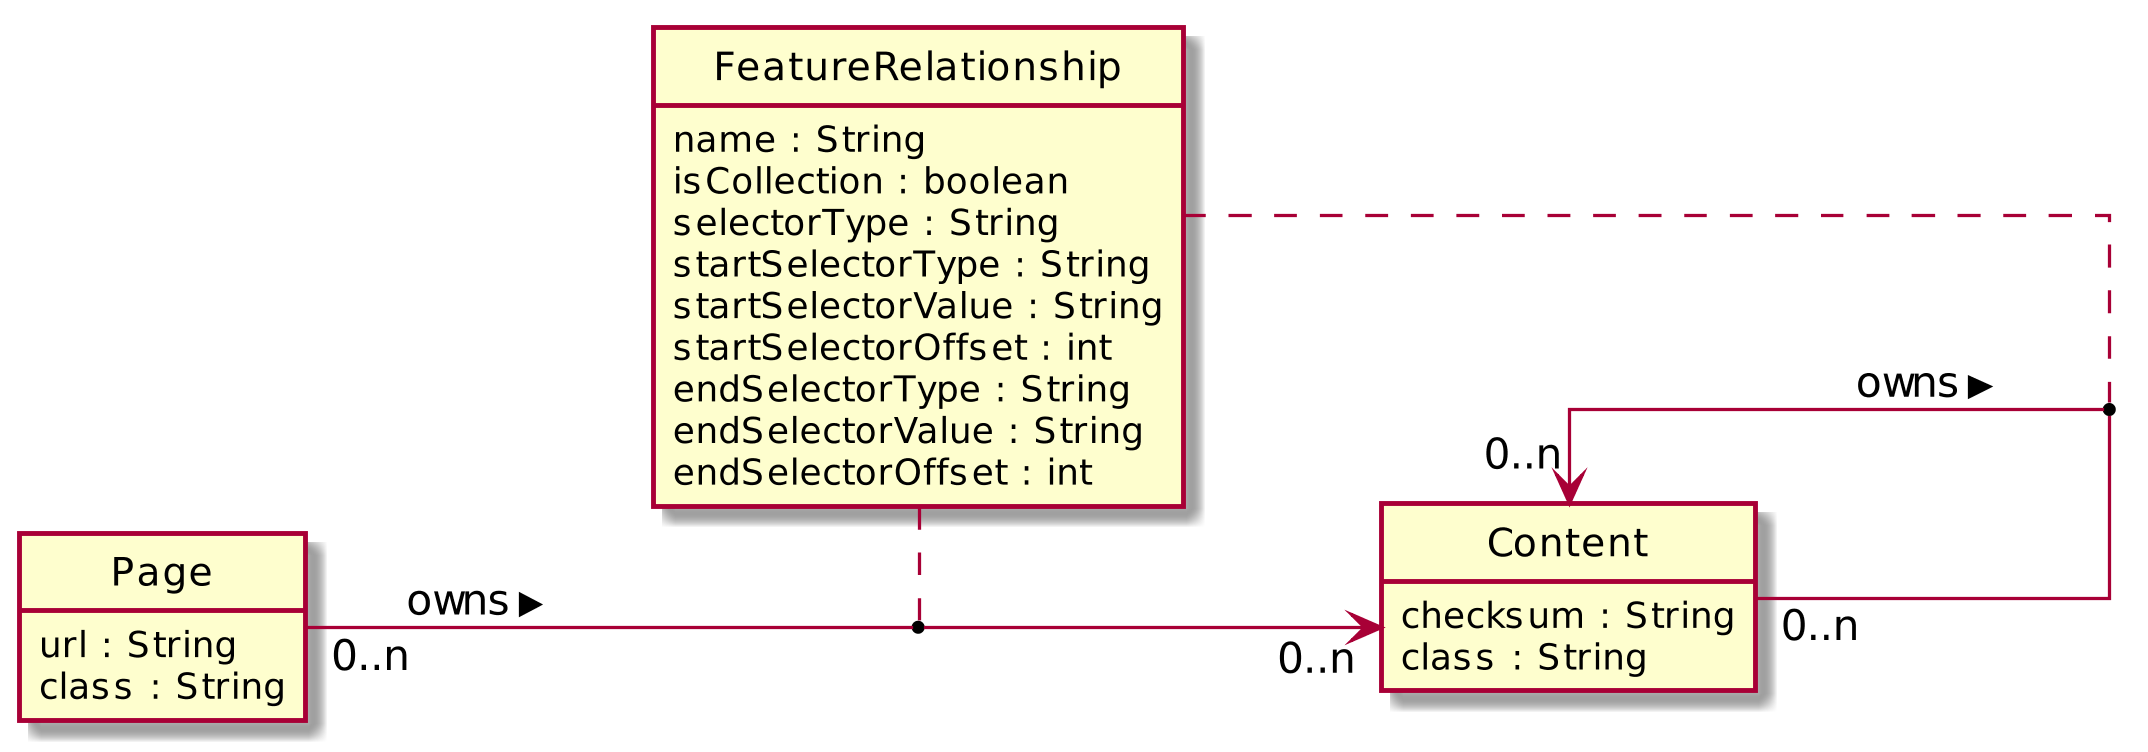 FeatureRelationship
name : String
isCollection : boolean
selectorType : String
startSelectorType : String
startSelectorValue : String
startSelectorOffset : int
endSelectorType : String
endSelectorValue : String
endSelectorOffset : int
owns ▶
0..n
Page
url : String
class : String
owns ▶
0..n
0..n
Content
checksum : String
class : String
0..n